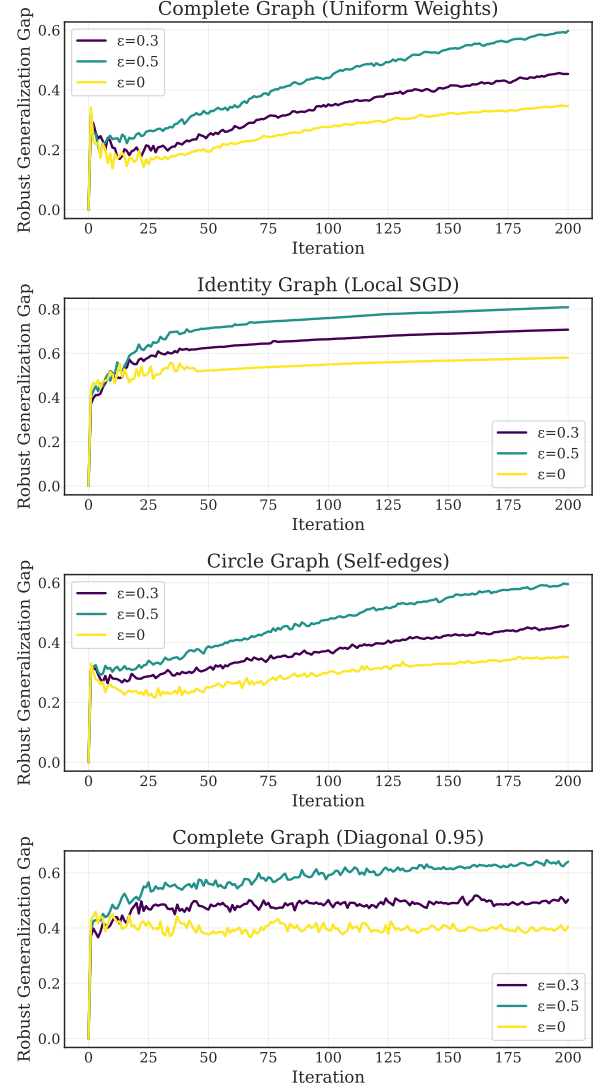 Complete Graph (Uniform Weights)
Robust Generalization Gap
0.6
0.4
0.2
0.0
ε=0.3
ε=0.5
ε=0
0 25 50 75 100 125 150 175 200
Iteration
Identity Graph (Local SGD)
Robust Generalization Gap
0.8
0.6
0.4
0.2
0.0
ε=0.3
ε=0.5
ε=0
0 25 50 75 100 125 150 175 200
Iteration
Circle Graph (Self-edges)
Robust Generalization Gap
0.6
0.4
0.2
0.0
ε=0.3
ε=0.5
ε=0
0 25 50 75 100 125 150 175 200
Iteration
Complete Graph (Diagonal 0.95)
Robust Generalization Gap
0.6
0.4
0.2
0.0
ε=0.3
ε=0.5
ε=0
0 25 50 75 100 125 150 175 200
Iteration